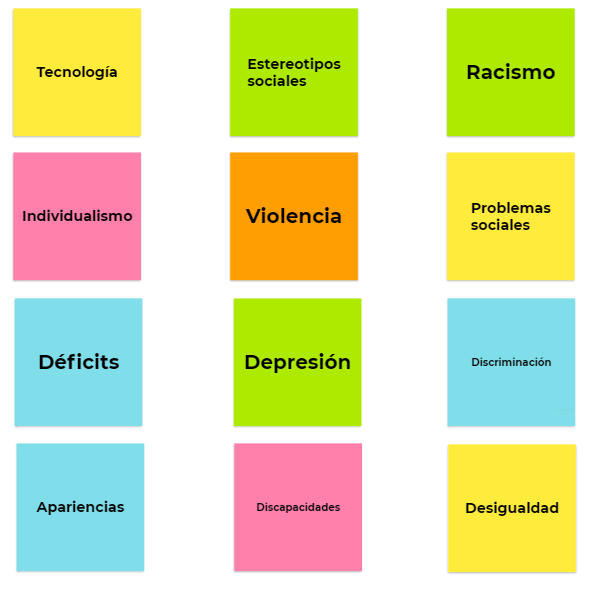 Tecnología
Estereotipos
sociales
Racismo
Individualismo
Violencia
Problemas
sociales
Déficits
Depresión
Discriminación
Apariencias
Discapacidades
Desigualdad